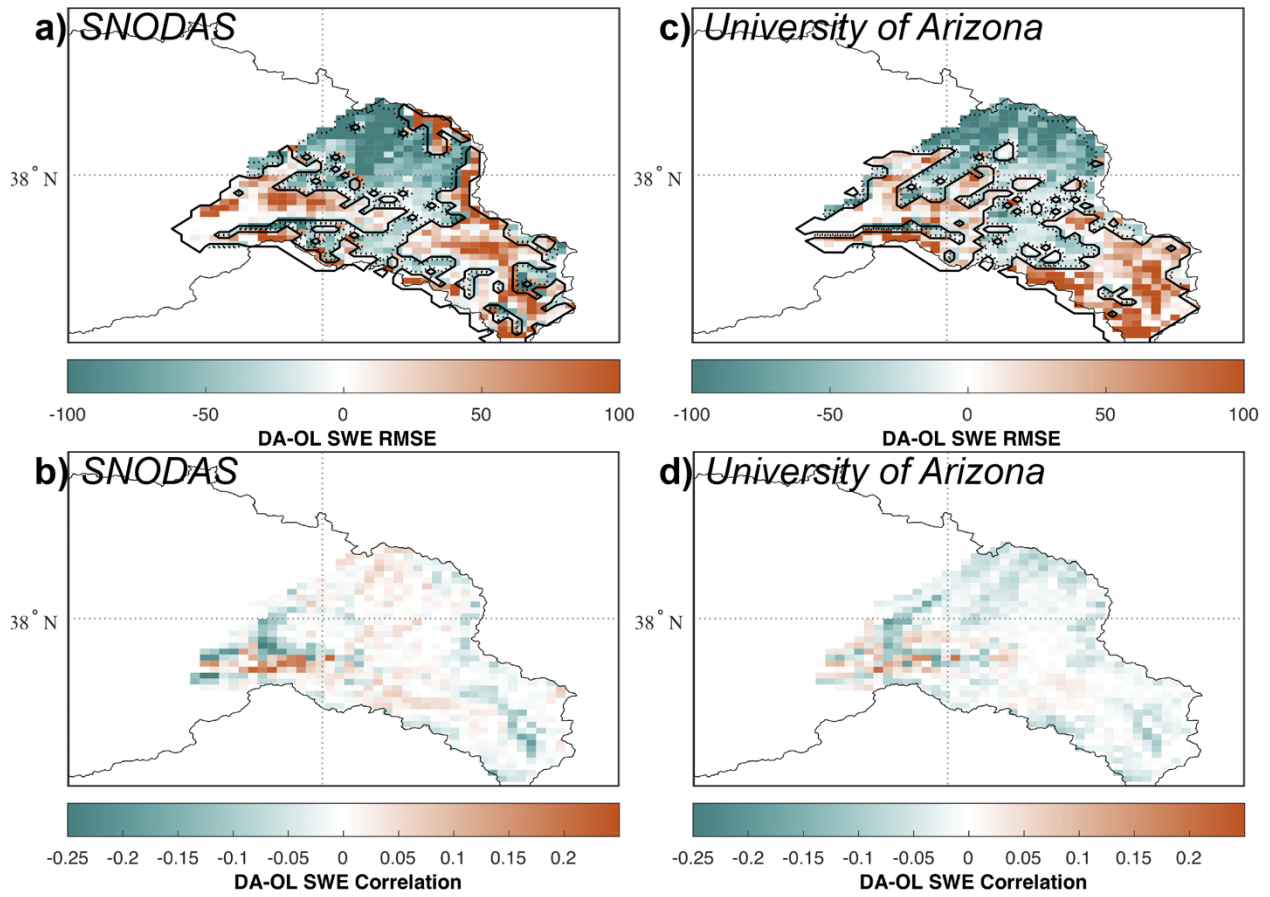 a) SNODAS
c) University of Arizona
38° N
38° N
-100 -50 0 50 100
-100 -50 0 50 100
DA-OL SWE RMSE
DA-OL SWE RMSE
b) SNODAS
d) University of Arizona
38° N
38° N
-0.25 -0.2 -0.15 -0.1 -0.05 0 0.05 0.1 0.15 0.2
-0.25 -0.2 -0.15 -0.1 -0.05 0 0.05 0.1 0.15 0.2
DA-OL SWE Correlation
DA-OL SWE Correlation